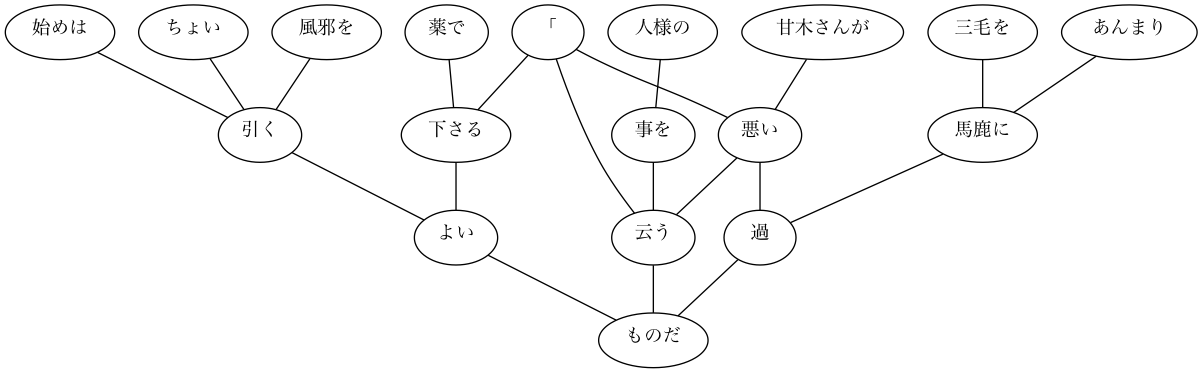 始めは ちょい 風邪を 薬で 「 人様の 甘木さんが 三毛を あんまり
引く 下さる 事を 悪い 馬鹿に
よい 云う 過
ものだ